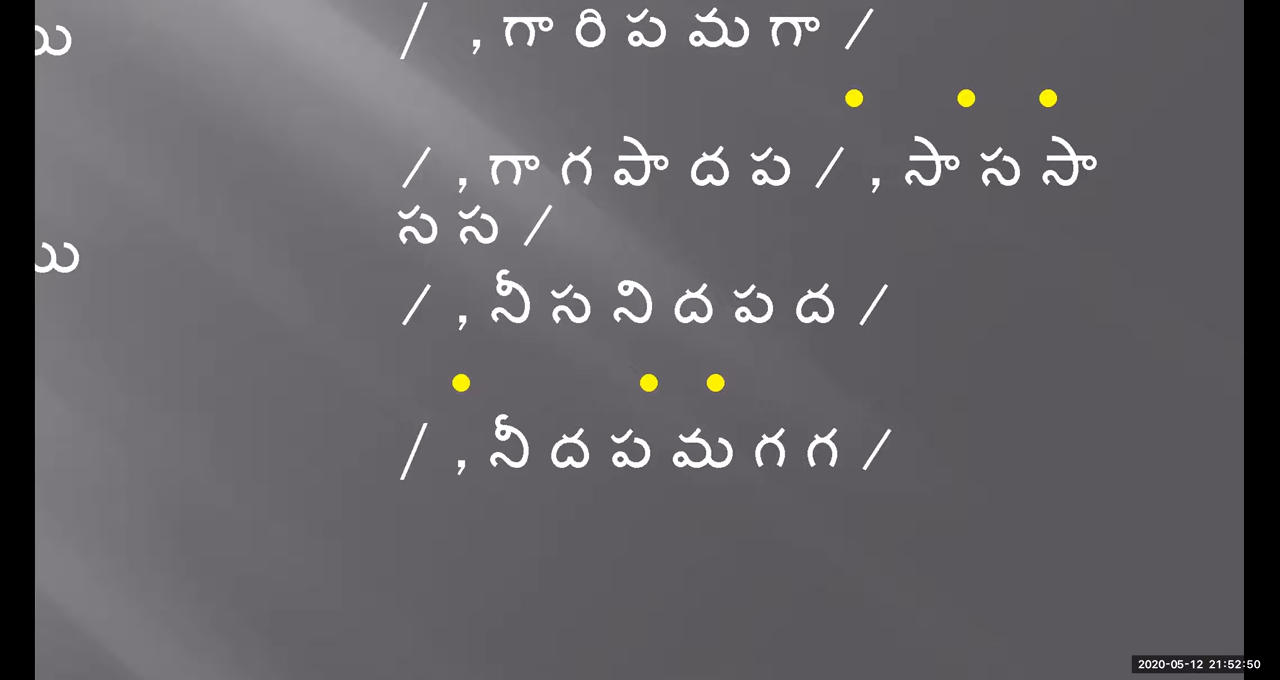 / , గా రి ప మ గా /
/ , గా గ పా ద ప / , సా స సా
స స /
/ , నీ స ని ద ప ద /
/ , నీ ద ప మ గ గ /
2020-05-12 21:52:50